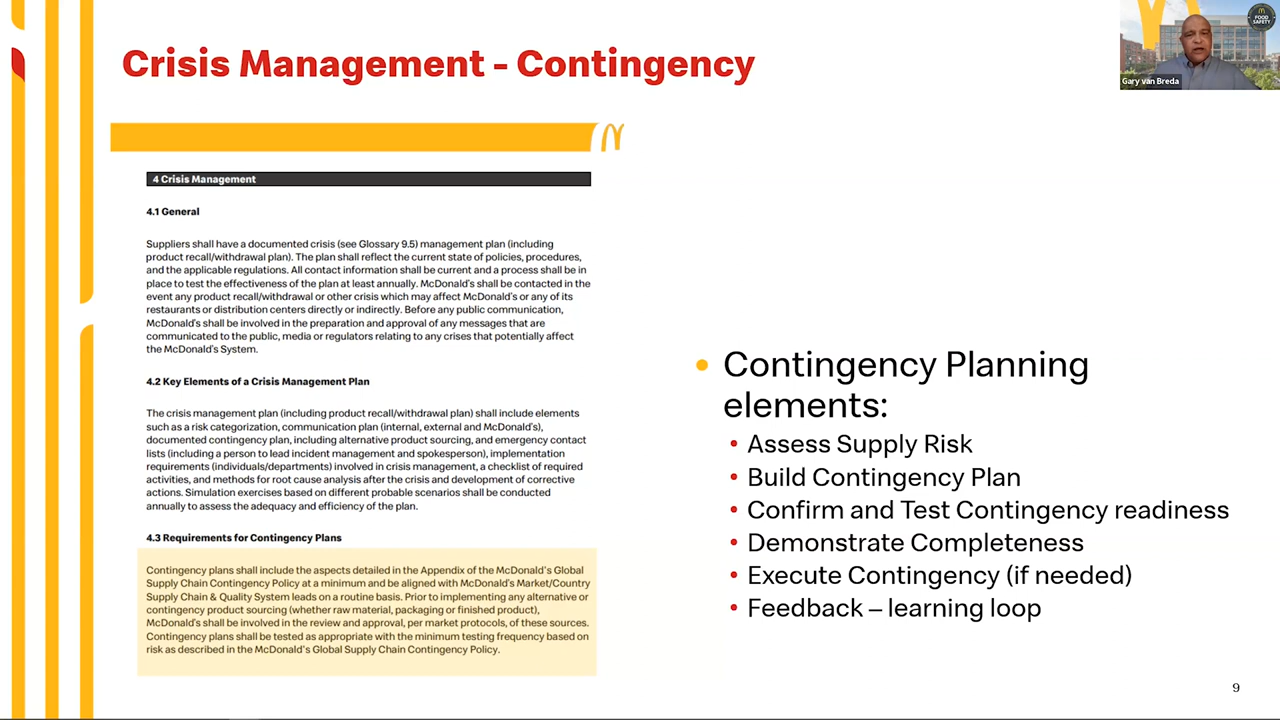 Crisis Management - Contingency
FOOD
SAFETY
Gary van Breda
4 Crisis Management
4.1 General
Suppliers shall have a documented crisis (see Glossary 9.5) management plan (including
product recall/withdrawal plan). The plan shall reflect the current state of policies, procedures,
and the applicable regulations. All contact information shall be current and a process shall be in
place to test the effectiveness of the plan at least annually. McDonald's shall be contacted in the
event any product recall/withdrawal or other crisis which may affect McDonald's or any of its
restaurants or distribution centers directly or indirectly. Before any public communication,
McDonald's shall be involved in the preparation and approval of any messages that are
communicated to the public, media or regulators relating to any crises that potentially affect
the McDonald's System.
4.2 Key Elements of a Crisis Management Plan
The crisis management plan (including product recall/withdrawal plan) shall include elements
such as a risk categorization, communication plan (internal, external and McDonald's),
documented contingency plan, including alternative product sourcing, and emergency contact
lists (including a person to lead incident management and spokesperson), implementation
requirements (individuals/departments) involved in crisis management, a checklist of required
activities, and methods for root cause analysis after the crisis and development of corrective
actions. Simulation exercises based on different probable scenarios shall be conducted
annually to assess the adequacy and efficiency of the plan.
4.3 Requirements for Contingency Plans
Contingency plans shall include the aspects detailed in the Appendix of the McDonald's Global
Supply Chain Contingency Policy at a minimum and be aligned with McDonald's Market/Country
Supply Chain & Quality System leads on a routine basis. Prior to implementing any alternative or
contingency product sourcing (whether raw material, packaging or finished product),
McDonald's shall be involved in the review and approval, per market protocols, of these sources.
Contingency plans shall be tested as appropriate with the minimum testing frequency based on
risk as described in the McDonald's Global Supply Chain Contingency Policy.
• Contingency Planning
elements:
• Assess Supply Risk
• Build Contingency Plan
• Confirm and Test Contingency readiness
• Demonstrate Completeness
• Execute Contingency (if needed)
• Feedback – learning loop
9